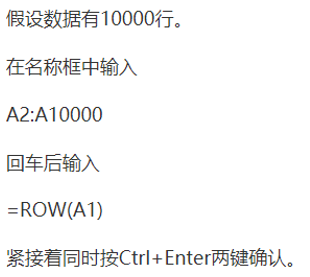 假设数据有10000行。
在名称框中输入
A2:A10000
回车后输入
=ROW(A1)
紧接着同时按Ctrl+Enter两键确认。